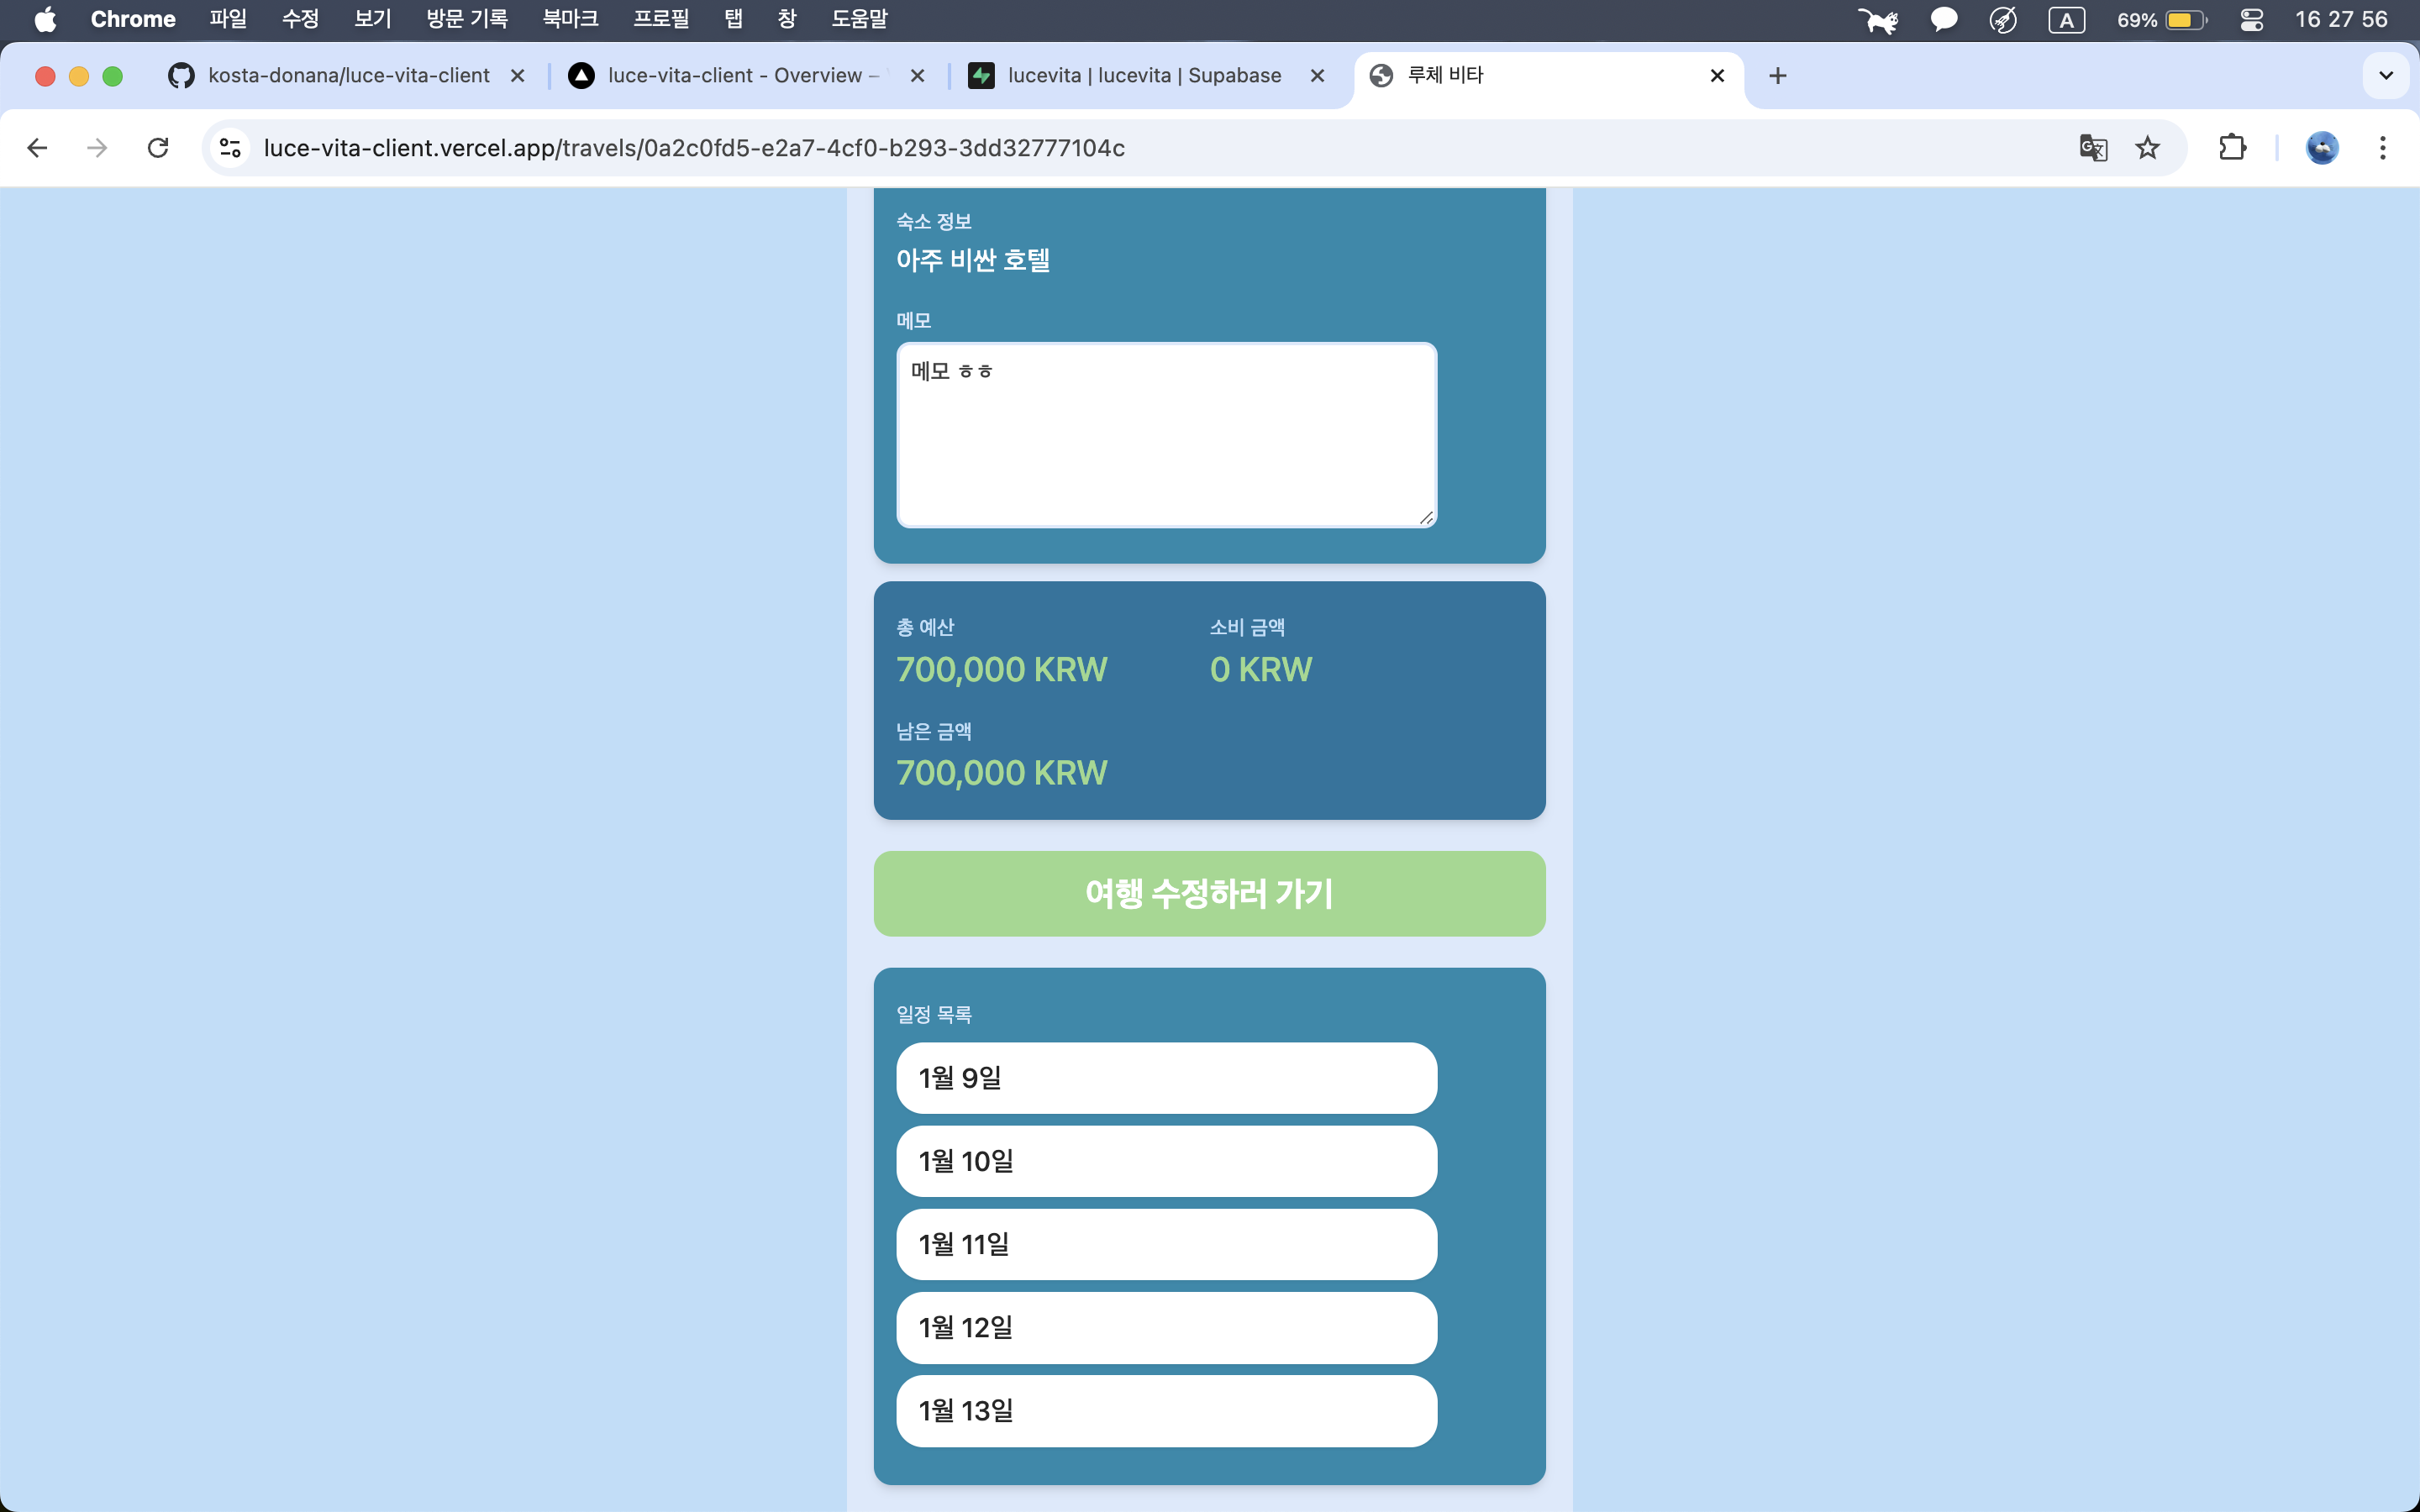 Chrome 파일 수정 보기 방문 기록 북마크 프로필 탭 창 도움말 A 69% 16 27 56
kosta-donana/luce-vita-client luce-vita-client - Overview – lucevita | lucevita | Supabase 루체 비타
luce-vita-client.vercel.app/travels/0a2c0fd5-e2a7-4cf0-b293-3dd32777104c
숙소 정보
아주 비싼 호텔
메모
메모 ㅎㅎ
총 예산 소비 금액
700,000 KRW 0 KRW
남은 금액
700,000 KRW
여행 수정하러 가기
일정 목록
1월 9일
1월 10일
1월 11일
1월 12일
1월 13일